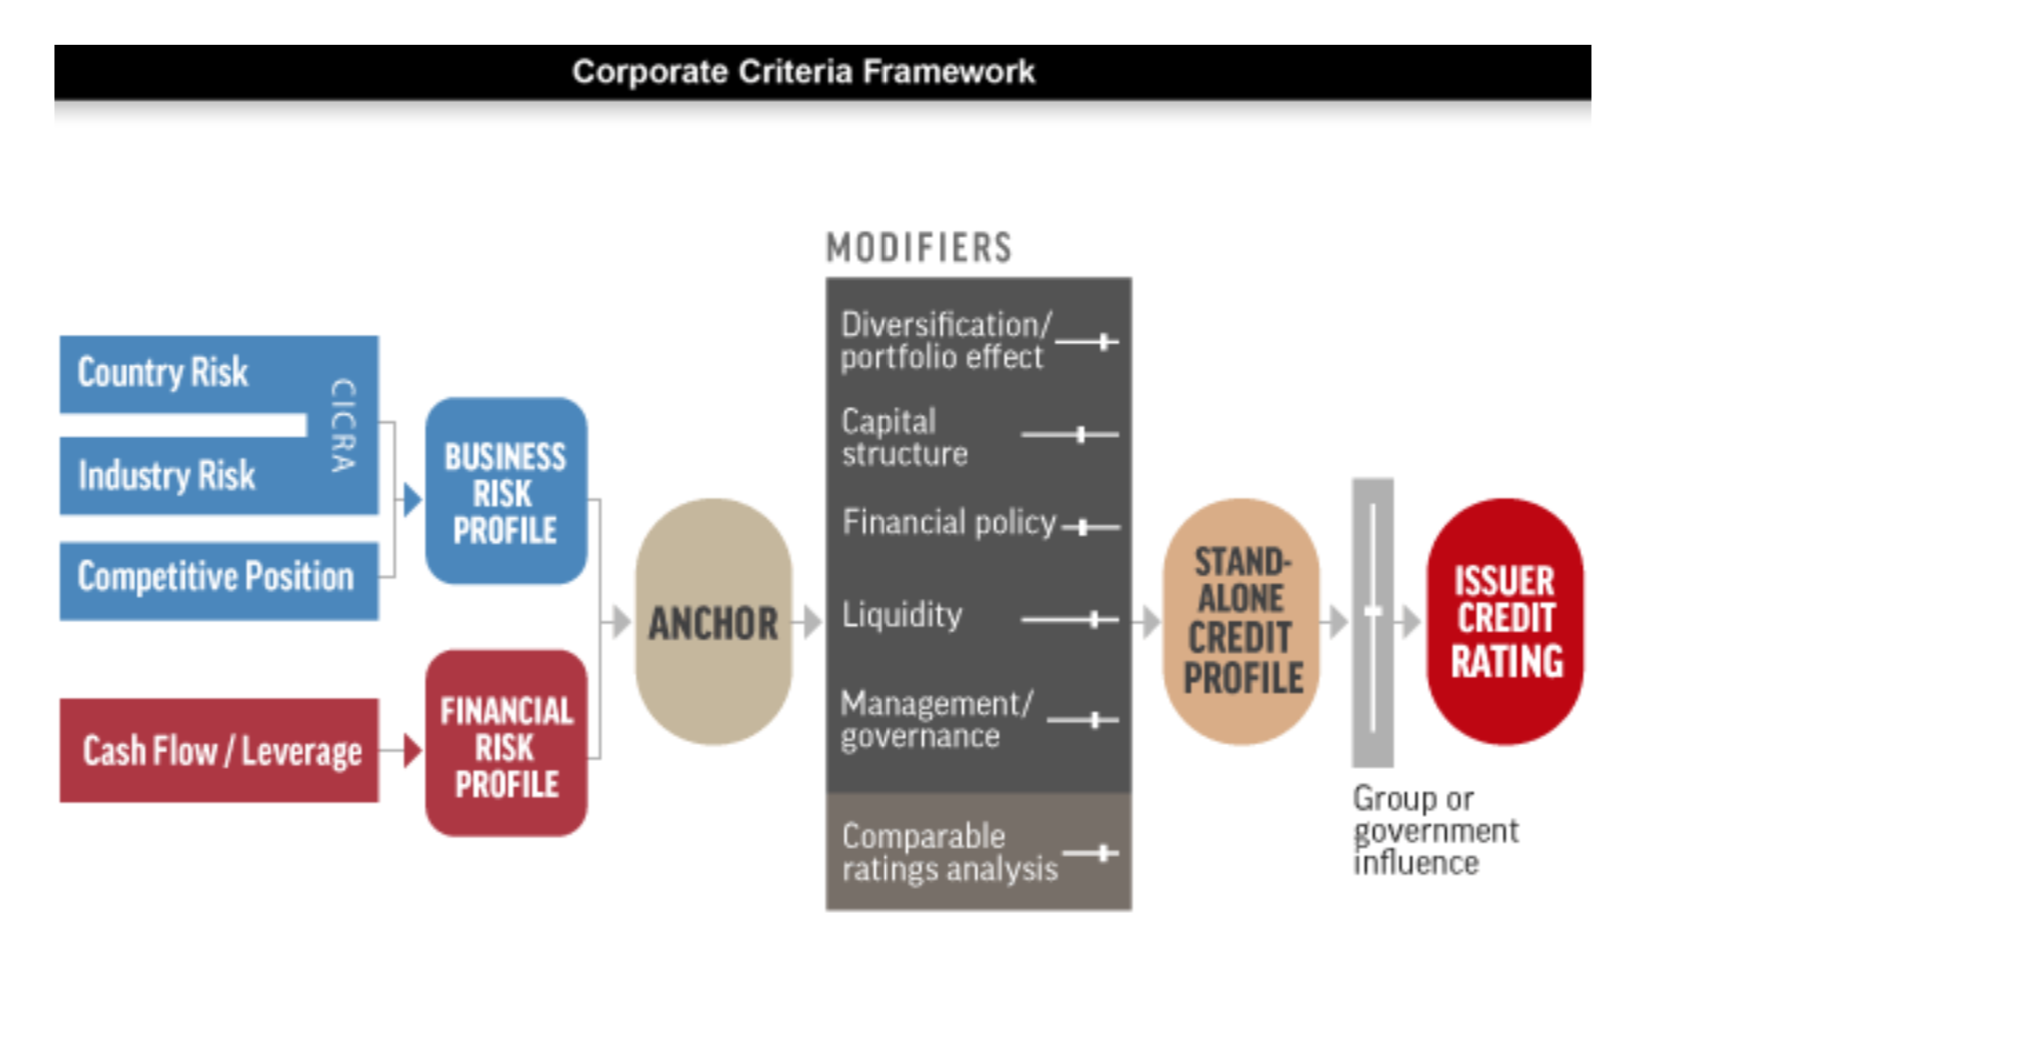 Corporate Criteria Framework
Country Risk
Industry Risk
CICRA
Competitive Position
Cash Flow / Leverage
BUSINESS
RISK
PROFILE
FINANCIAL
RISK
PROFILE
ANCHOR
MODIFIERS
Diversification/
portfolio effect
Capital
structure
Financial policy
Liquidity
Management/
governance
Comparable
ratings analysis
STAND-
ALONE
CREDIT
PROFILE
Group or
government
influence
ISSUER
CREDIT
RATING